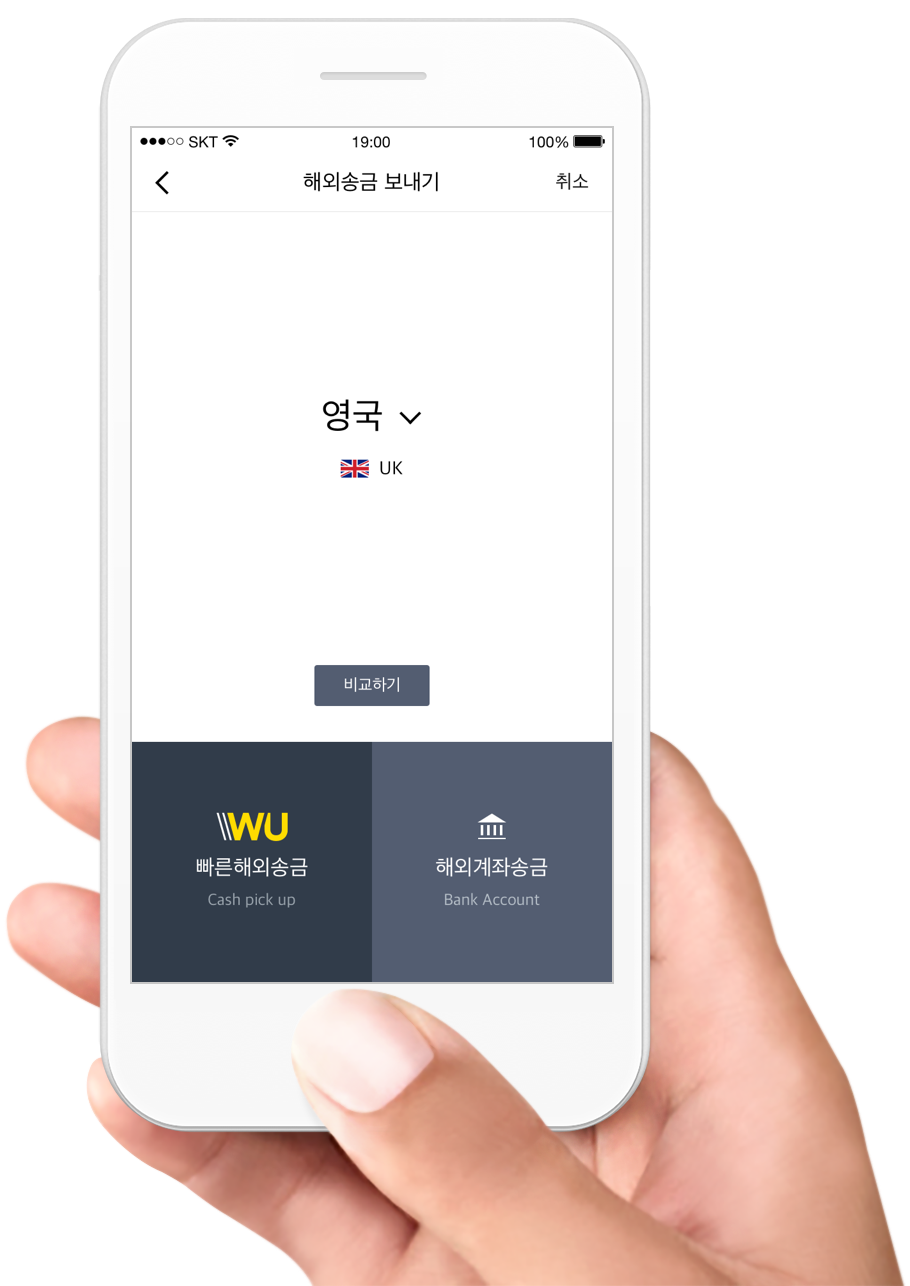 SKT 19:00 100%
해외송금 보내기 취소
영국
UK
비교하기
WU
빠른해외송금
Cash pick up
해외계좌송금
Bank Account